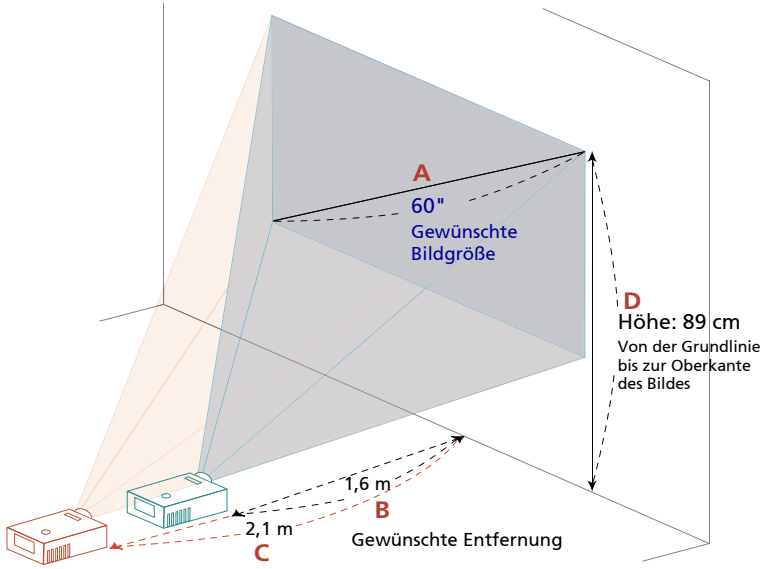 A
60"
Gewünschte
Bildgröße
D
Höhe: 89 cm
Von der Grundlinie
bis zur Oberkante
des Bildes
1,6 m
B
2,1 m
C
Gewünschte Entfernung